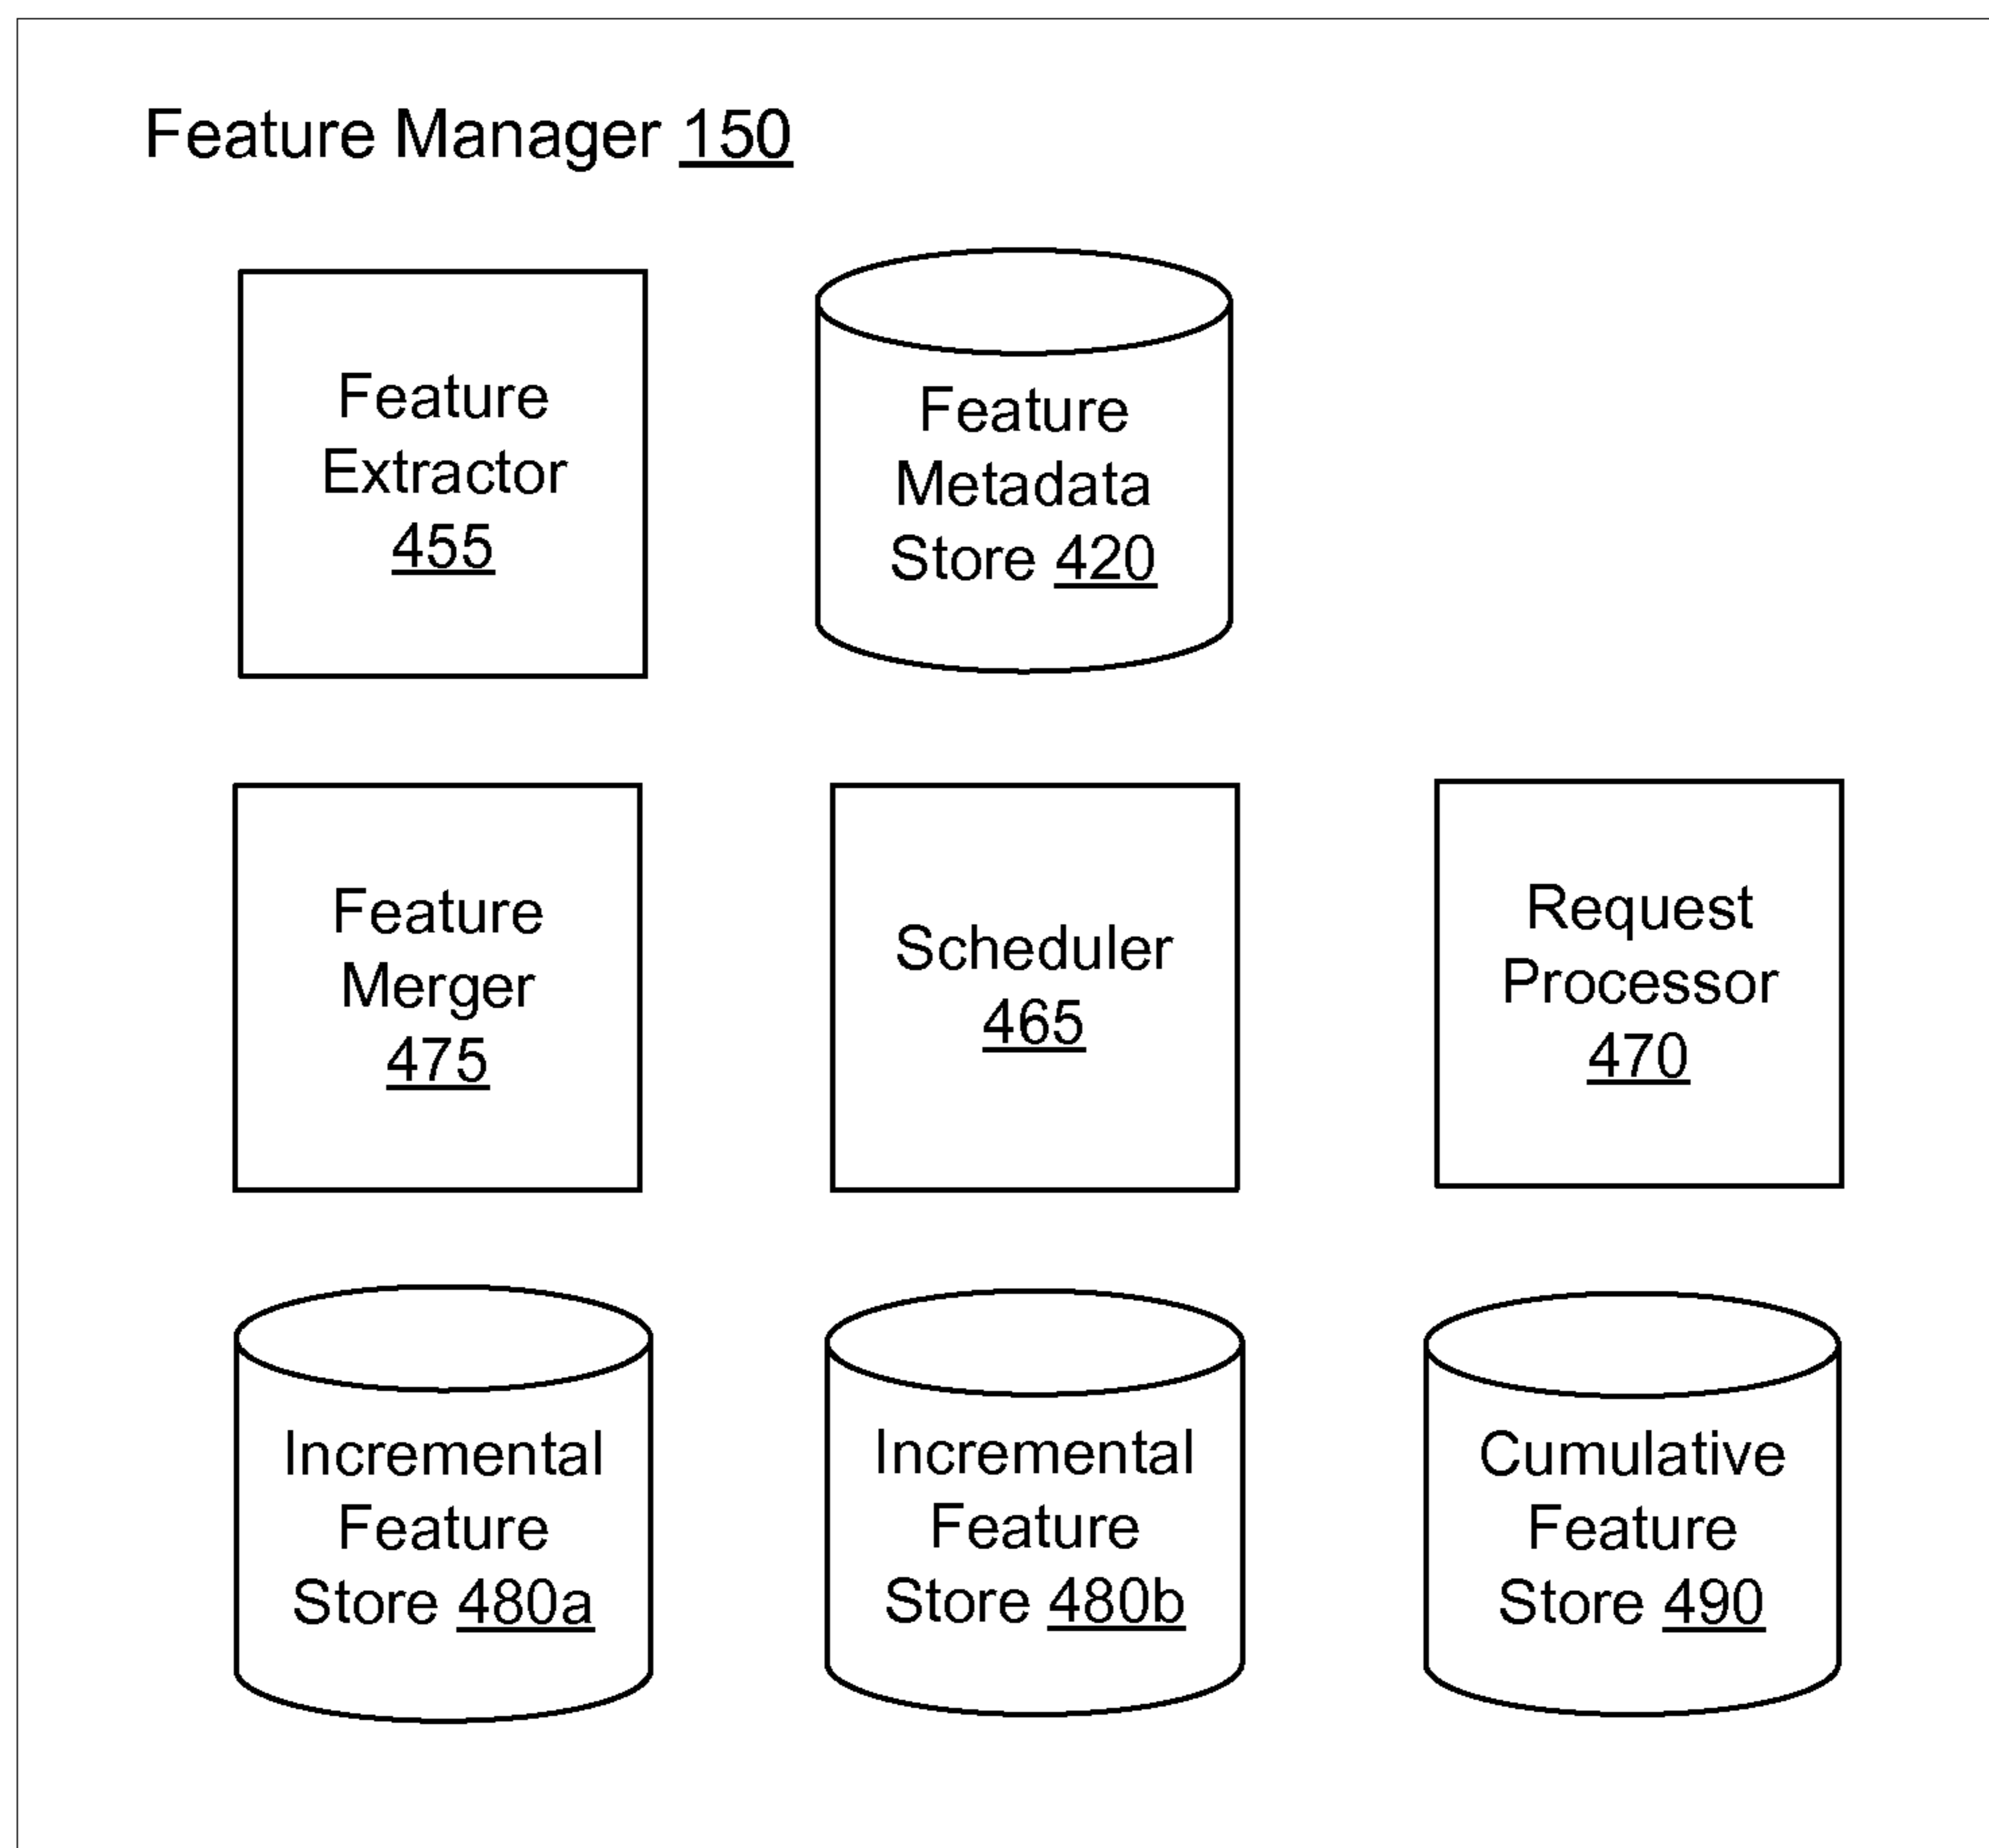 Feature Manager 150
Feature
Extractor
455
Feature
Metadata
Store 420
Feature
Merger
475
Scheduler
465
Request
Processor
470
Incremental
Feature
Store 480a
Incremental
Feature
Store 480b
Cumulative
Feature
Store 490